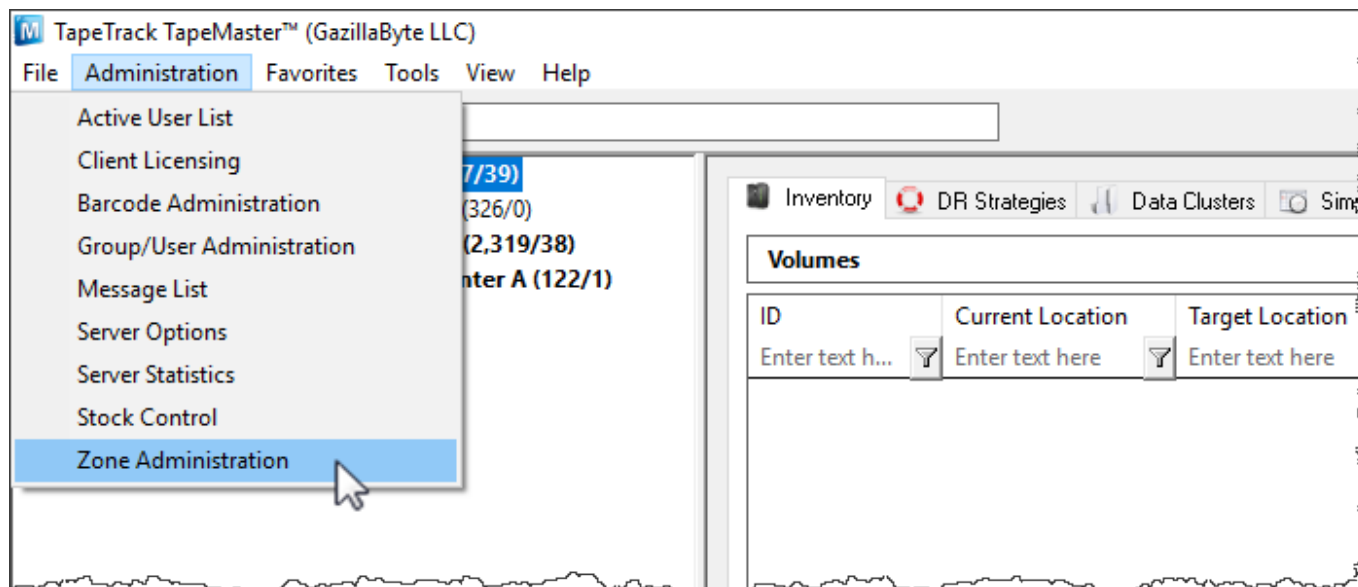 TapeTrack TapeMaster™ (GazillaByte LLC)
File Administration Favorites Tools View Help
Active User List
Client Licensing
Barcode Administration
Group/User Administration
Message List
Server Options
Server Statistics
Stock Control
Zone Administration
7/39)
(326/0)
(2,319/38)
nter A (122/1)
Inventory DR Strategies Data Clusters
Volumes
ID Current Location Target Location
Enter text h... Enter text here Enter text here